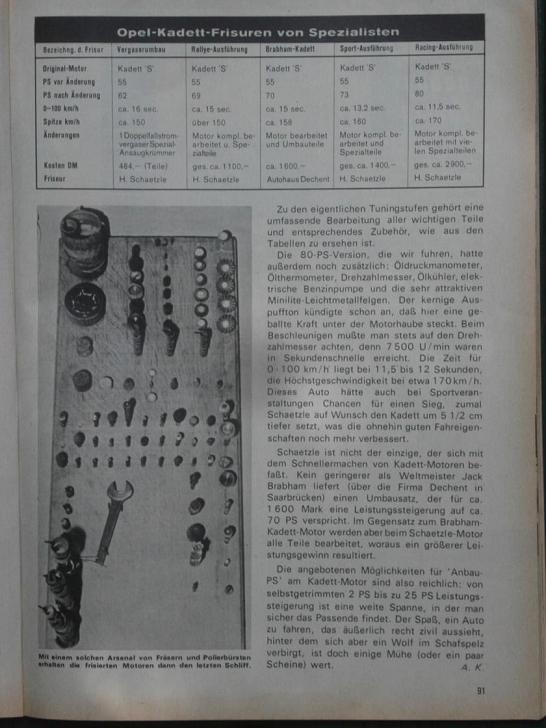 Opel-Kadett-Frisuren von Spezialisten
Bezeichng. d. Frisur Vergaserumbau Rallye-Ausführung Brabham-Kadett Sport-Ausführung Racing-Ausführung
Original-Motor Kadett 'S' Kadett 'S' Kadett 'S' Kadett 'S' Kadett 'S'
PS vor Änderung 55 55 55 55 55
PS nach Änderung 62 69 70 73 80
0–100 km/h ca. 16 sec. ca. 15 sec. ca. 15 sec. ca. 13,2 sec. ca. 11,5 sec.
Spitze km/h ca. 150 über 150 ca. 158 ca. 160 ca. 170
Änderungen 1 Doppelfallstrom- Motor kompl. be- Motor bearbeitet Motor kompl. be- Motor kompl. be-
vergaser Spezial- arbeitet u. Spe- und Umbauteile arbeitet und arbeitet mit vie-
Ansaugkrümmer zialteile Spezialteile len Spezialteilen
Kosten DM 484,– (Teile) ges. ca. 1100,– ca. 1600,– ges. ca. 1400,– ges. ca. 2900,–
Friseur H. Schaetzle H. Schaetzle Autohaus Dechent H. Schaetzle H. Schaetzle
Zu den eigentlichen Tuningstufen gehört eine
umfassende Bearbeitung aller wichtigen Teile
und entsprechendes Zubehör, wie aus den
Tabellen zu ersehen ist.
Die 80-PS-Version, die wir fuhren, hatte
außerdem noch zusätzlich: Öldruckmanometer,
Ölthermometer, Drehzahlmesser, Ölkühler, elek-
trische Benzinpumpe und die sehr attraktiven
Minilite-Leichtmetallfelgen. Der kernige Aus-
puffton kündigte schon an, daß hier eine ge-
ballte Kraft unter der Motorhaube steckt. Beim
Beschleunigen mußte man stets auf den Dreh-
zahlmesser achten, denn 7 500 U / min waren
in Sekundenschnelle erreicht. Die Zeit für
0 - 100 km / h liegt bei 11,5 bis 12 Sekunden,
die Höchstgeschwindigkeit bei etwa 170 km / h.
Dieses Auto hätte auch bei Sportveran-
staltungen Chancen für einen Sieg, zumal
Schaetzle auf Wunsch den Kadett um 5 1/2 cm
tiefer setzt, was die ohnehin guten Fahreigen-
schaften noch mehr verbessert.
Schaetzle ist nicht der einzige, der sich mit
dem Schnellermachen von Kadett-Motoren be-
faßt. Kein geringerer als Weltmeister Jack
Brabham liefert (über die Firma Dechent in
Saarbrücken) einen Umbausatz, der für ca.
1 600 Mark eine Leistungssteigerung auf ca.
70 PS verspricht. Im Gegensatz zum Brabham-
Kadett-Motor werden aber beim Schaetzle-Motor
alle Teile bearbeitet, woraus ein größerer Lei-
stungsgewinn resultiert.
Die angebotenen Möglichkeiten für 'Anbau-
PS' am Kadett-Motor sind also reichlich: von
selbstgetrimmten 2 PS bis zu 25 PS Leistungs-
steigerung ist eine weite Spanne, in der man
sicher das Passende findet. Der Spaß, ein Auto
zu fahren, das äußerlich recht zivil aussieht,
hinter dem sich aber ein Wolf im Schafspelz
verbirgt, ist doch einige Mühe (oder ein paar
Scheine) wert. A. K.
Mit einem solchen Arsenal von Fräsern und Polierbürsten
erhalten die frisierten Motoren dann den letzten Schliff.
91